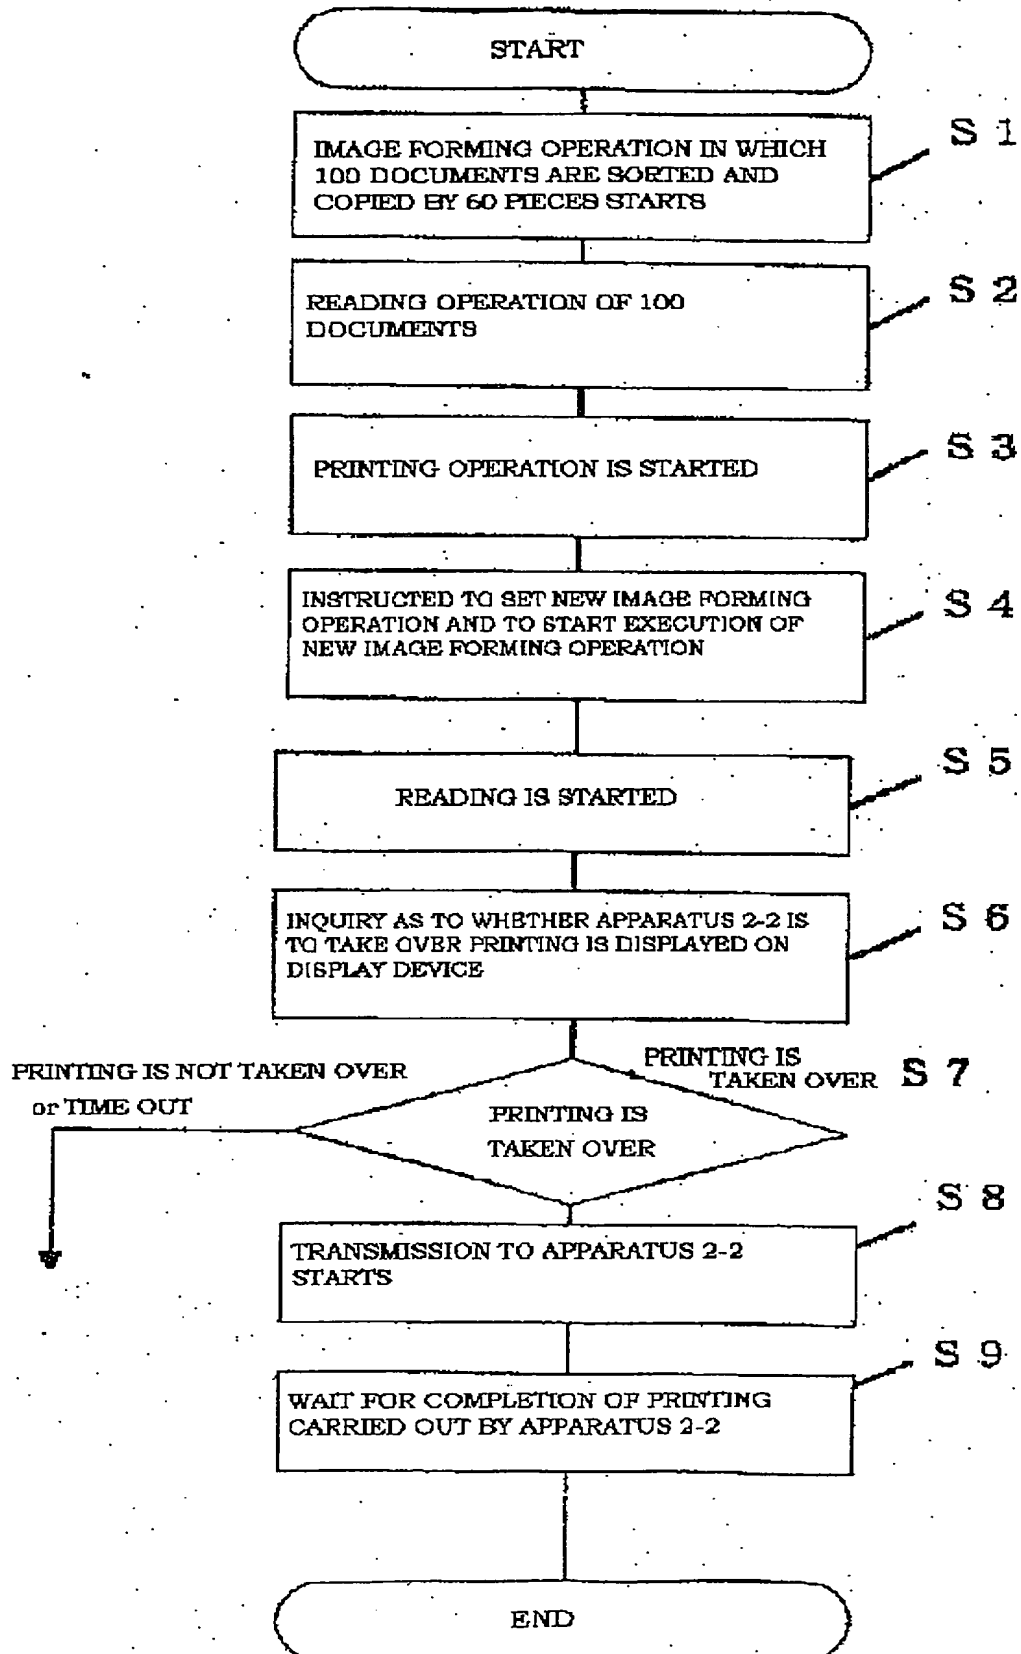 START
IMAGE FORMING OPERATION IN WHICH
100 DOCUMENTS ARE SORTED AND
COPIED BY 60 PIECES STARTS
S 1
READING OPERATION OF 100
DOCUMENTS
S 2
PRINTING OPERATION IS STARTED
S 3
INSTRUCTED TO SET NEW IMAGE FORMING
OPERATION AND TO START EXECUTION OF
NEW IMAGE FORMING OPERATION
S 4
READING IS STARTED
S 5
INQUIRY AS TO WHETHER APPARATUS 2-2 IS
TO TAKE OVER PRINTING IS DISPLAYED ON
DISPLAY DEVICE
S 6
PRINTING IS NOT TAKEN OVER
or TIME OUT
PRINTING IS
TAKEN OVER
S 7
PRINTING IS
TAKEN OVER
TRANSMISSION TO APPARATUS 2-2
STARTS
S 8
WAIT FOR COMPLETION OF PRINTING
CARRIED OUT BY APPARATUS 2-2
S 9
END